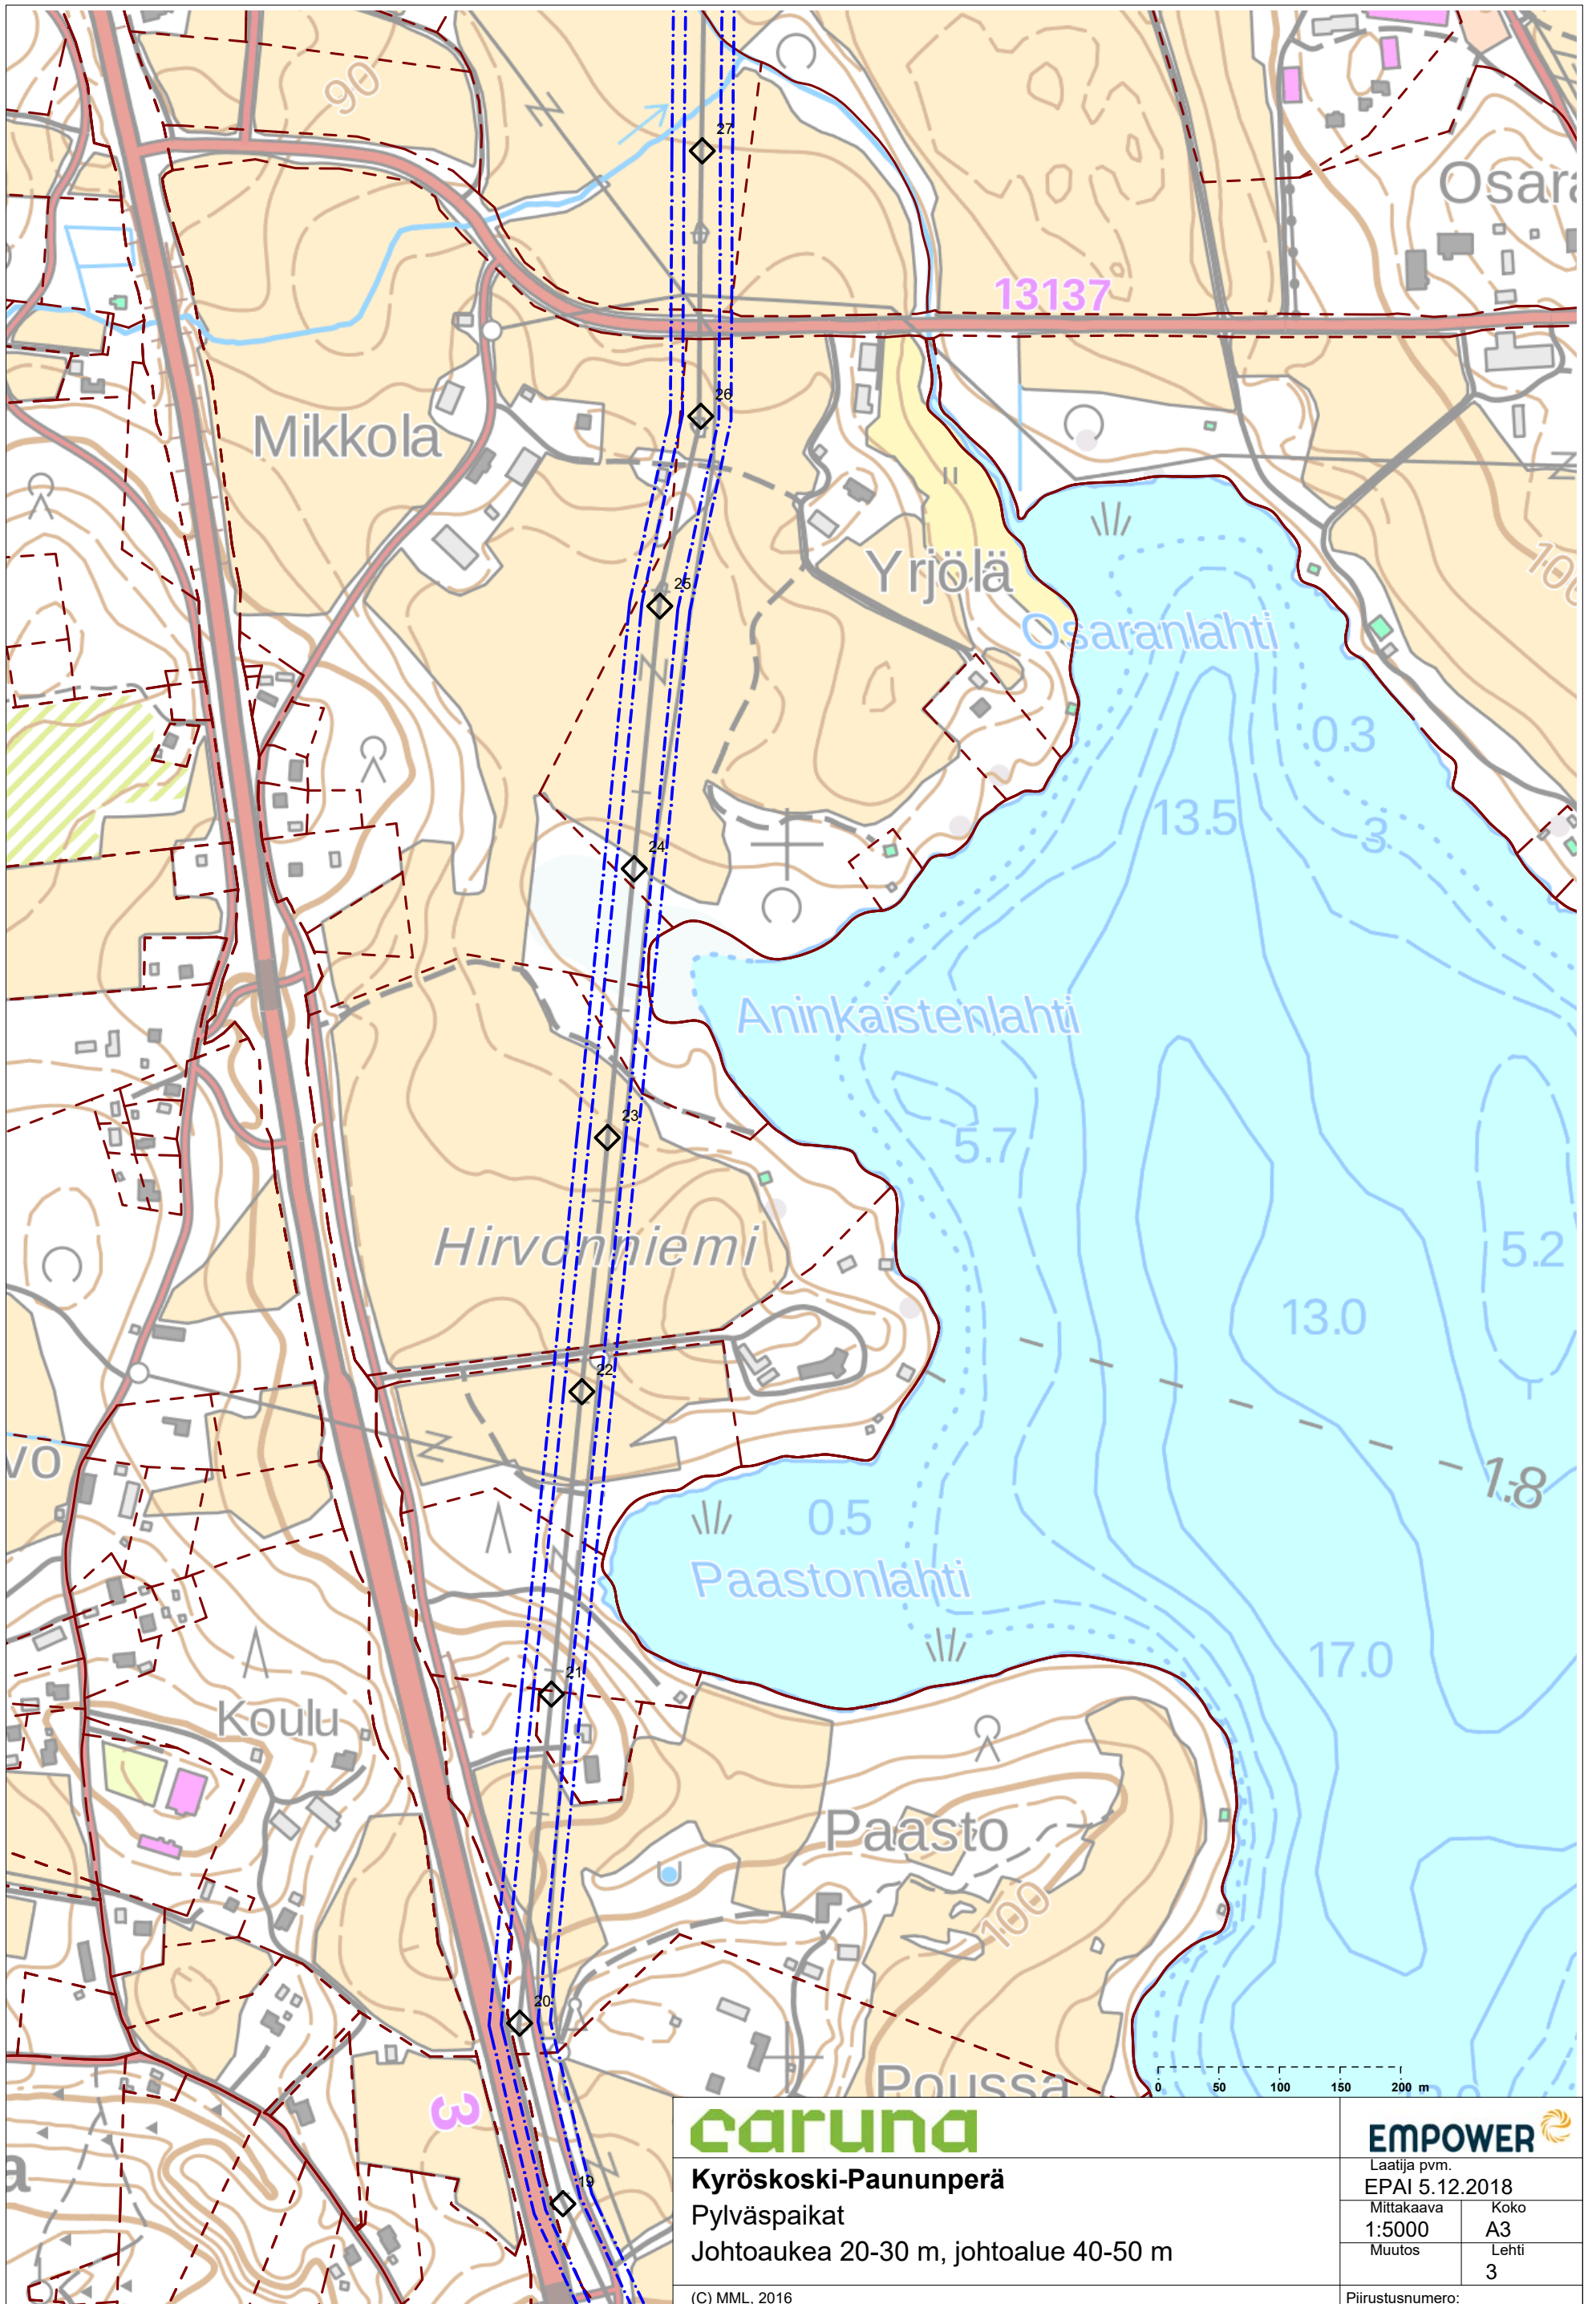 90
27
Osara
13137
26
Mikkola
100
Yrjölä
25
Osaranlahti
0.3
13.5
3
24
Aninkaistenlahti
23
5.7
Hirvonniemi
5.2
13.0
22
vo
1.8
0.5
Paastonlahti
17.0
21
Koulu
Paasto
100
20
Poussa
3
0 50 100 150 200 m
19
a
caruna
EMPOWER
Kyröskoski-Paununperä
Pylväspaikat
Johtoaukea 20-30 m, johtoalue 40-50 m
(C) MML, 2016
Laatija pvm.
EPAI 5.12.2018
Mittakaava Koko
1:5000 A3
Muutos Lehti
3
Piirustusnumero: